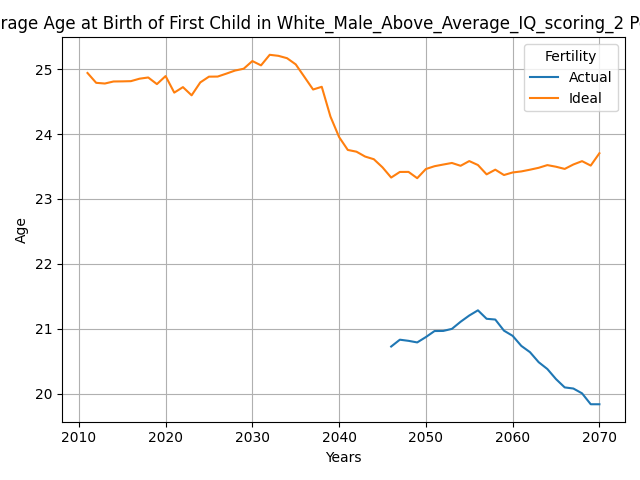 rage Age at Birth of First Child in White_Male_Above_Average_IQ_scoring_2 P
Fertility
Actual
Ideal
25
24
23
22
21
20
Age
2010 2020 2030 2040 2050 2060 2070
Years